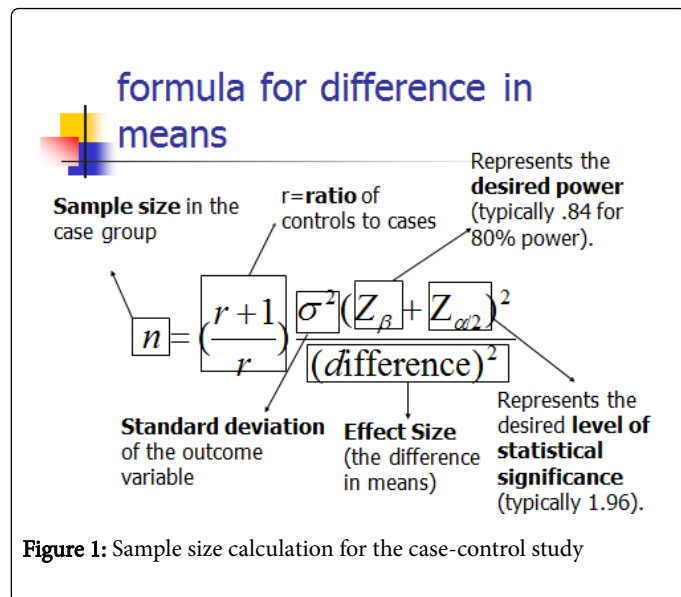 formula for difference in
means
Represents the
desired power
(typically .84 for
80% power).
Sample size in the
case group
r=ratio of
controls to cases
n = (r + 1 / r) σ² (Z_β + Z_α/2)² / (difference)²
Standard deviation
of the outcome
variable
Effect Size
(the difference
in means)
Represents the
desired level of
statistical
significance
(typically 1.96).
Figure 1: Sample size calculation for the case-control study